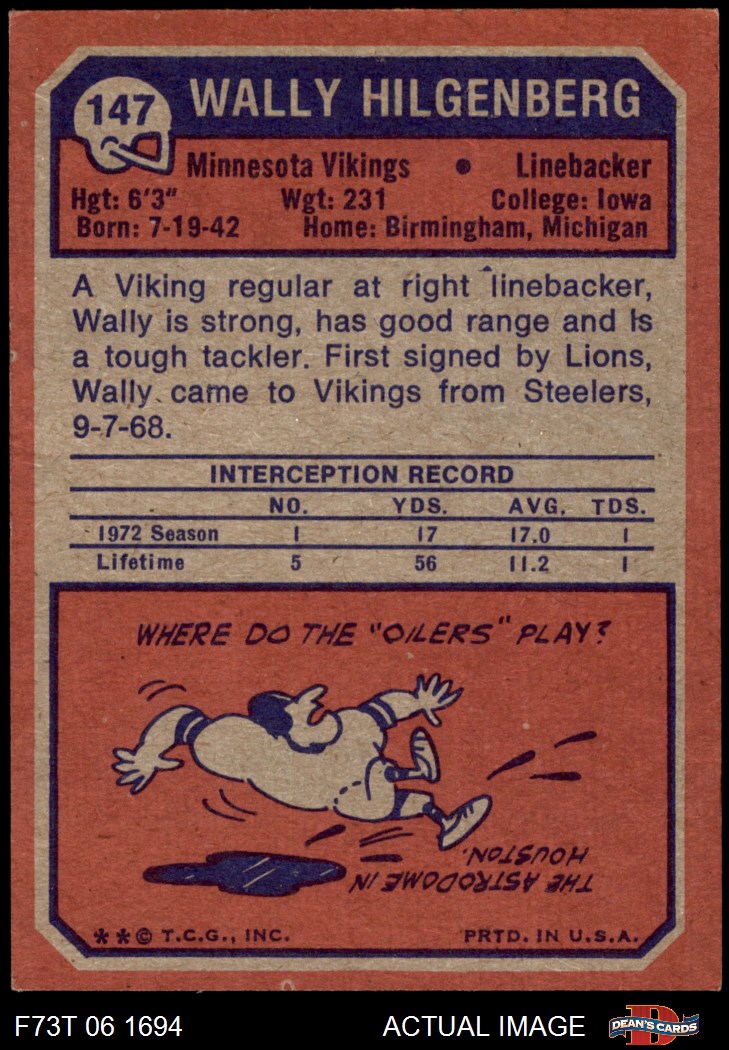 147
WALLY HILGENBERG
Minnesota Vikings • Linebacker
Hgt: 6'3" Wgt: 231 College: Iowa
Born: 7-19-42 Home: Birmingham, Michigan
A Viking regular at right linebacker,
Wally is strong, has good range and Is
a tough tackler. First signed by Lions,
Wally came to Vikings from Steelers,
9-7-68.
INTERCEPTION RECORD
NO. YDS. AVG. TDS.
1972 Season 1 17 17.0 1
Lifetime 5 56 11.2 1
WHERE DO THE "OILERS" PLAY?
THE ASTRODOME IN
HOUSTON.
**© T.C.G., INC. PRTD. IN U.S.A.
F73T 06 1694 ACTUAL IMAGE D DEAN'S CARDS